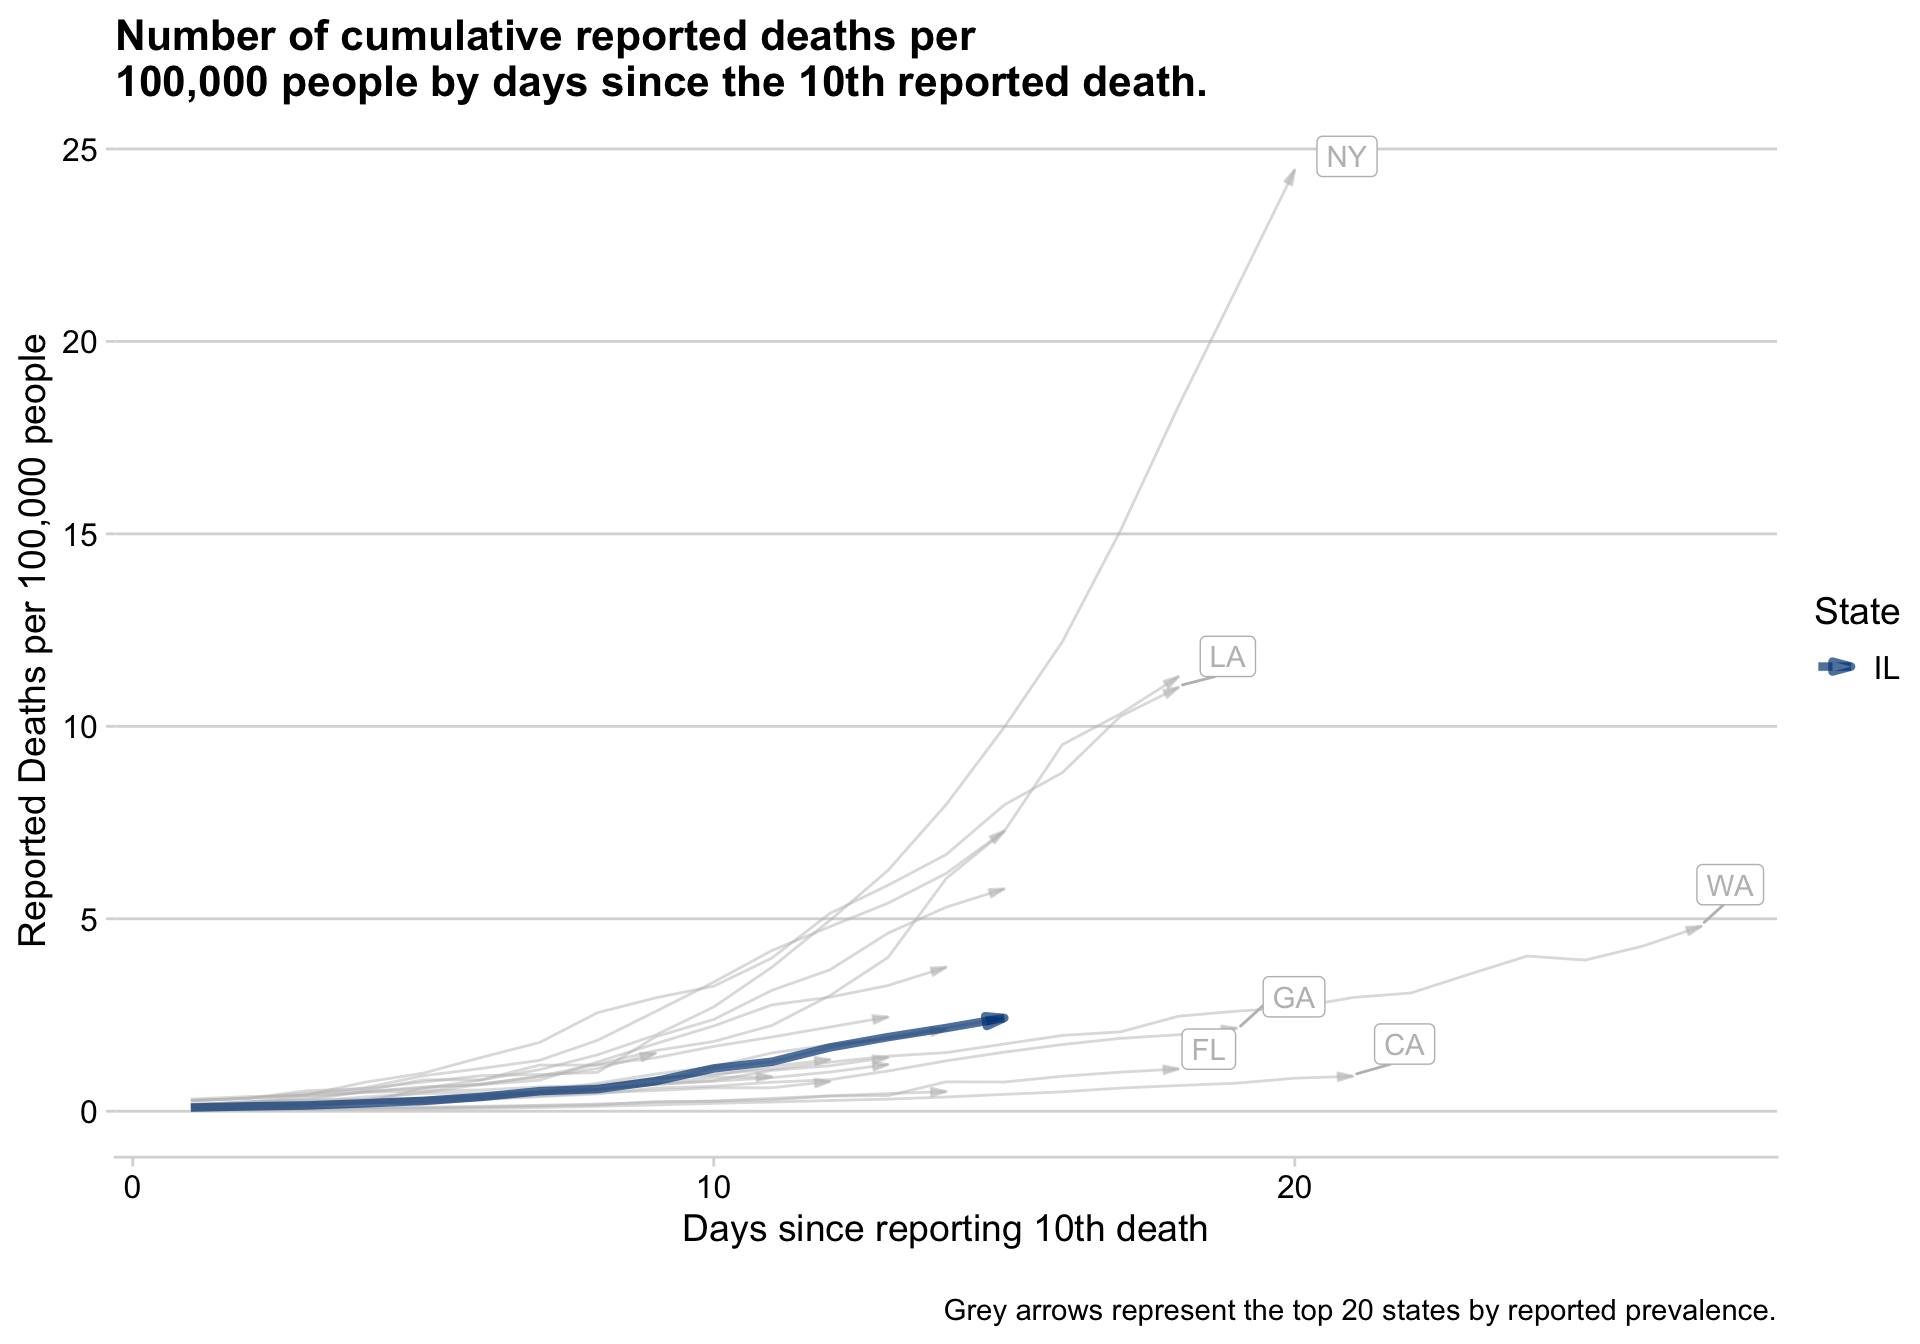 Number of cumulative reported deaths per
100,000 people by days since the 10th reported death.
Reported Deaths per 100,000 people
25
20
15
10
5
0
NY
LA
WA
GA
FL
CA
State
IL
0
10
20
Days since reporting 10th death
Grey arrows represent the top 20 states by reported prevalence.